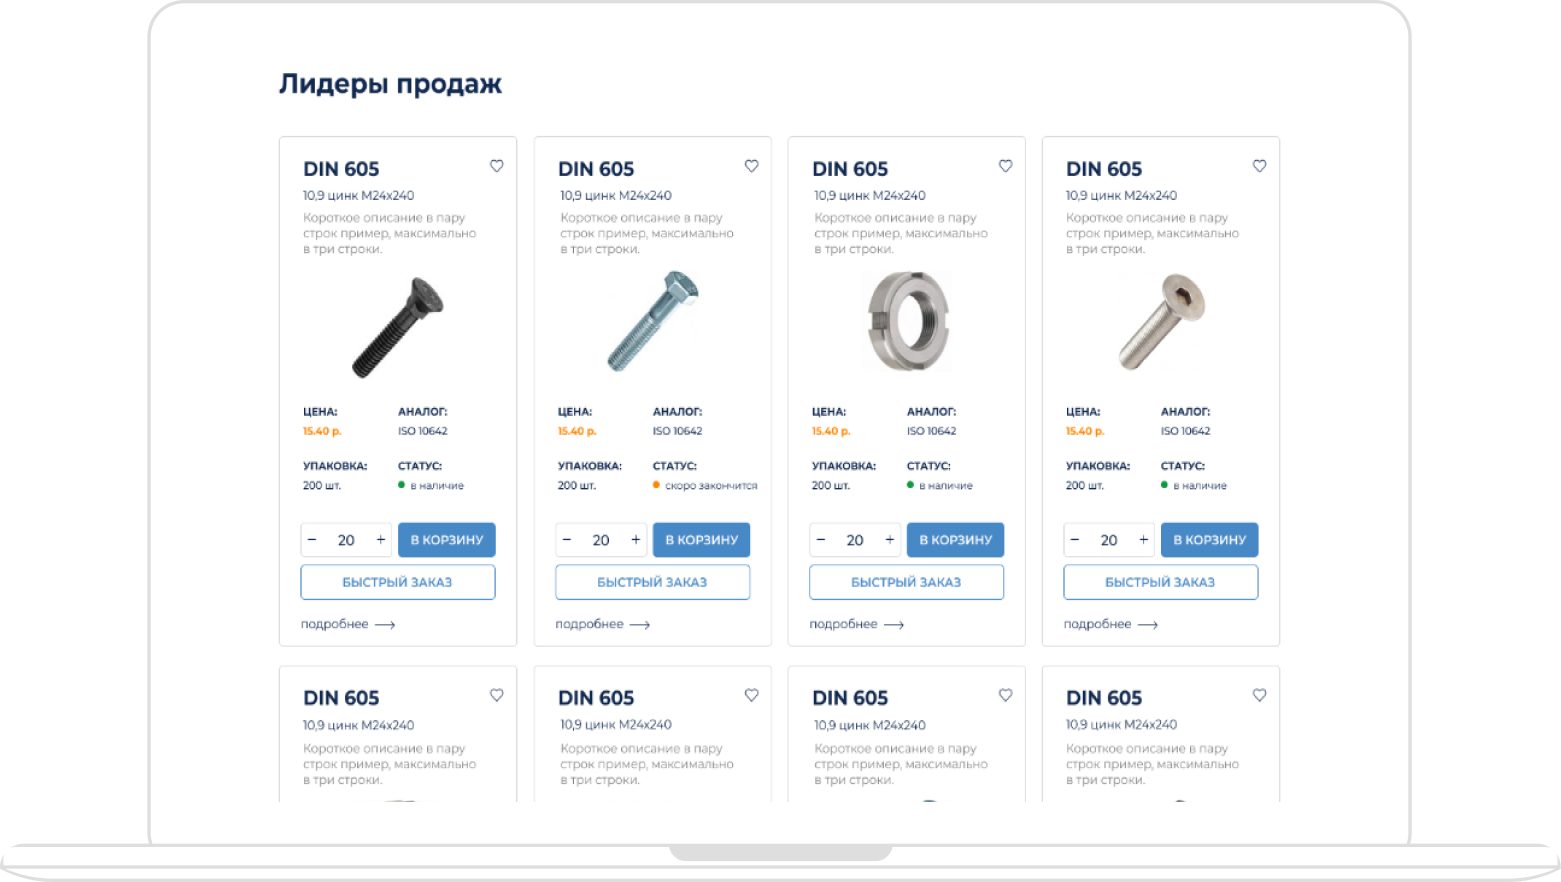 Лидеры продаж
DIN 605
10,9 цинк M24x240
Короткое описание в пару
строк пример, максимально
в три строки.
ЦЕНА: АНАЛОГ:
15.40 р. ISO 10642
УПАКОВКА: СТАТУС:
200 шт. в наличие
− 20 + В КОРЗИНУ
БЫСТРЫЙ ЗАКАЗ
подробнее
DIN 605
10,9 цинк M24x240
Короткое описание в пару
строк пример, максимально
в три строки.
ЦЕНА: АНАЛОГ:
15.40 р. ISO 10642
УПАКОВКА: СТАТУС:
200 шт. скоро закончится
− 20 + В КОРЗИНУ
БЫСТРЫЙ ЗАКАЗ
подробнее
DIN 605
10,9 цинк M24x240
Короткое описание в пару
строк пример, максимально
в три строки.
ЦЕНА: АНАЛОГ:
15.40 р. ISO 10642
УПАКОВКА: СТАТУС:
200 шт. в наличие
− 20 + В КОРЗИНУ
БЫСТРЫЙ ЗАКАЗ
подробнее
DIN 605
10,9 цинк M24x240
Короткое описание в пару
строк пример, максимально
в три строки.
ЦЕНА: АНАЛОГ:
15.40 р. ISO 10642
УПАКОВКА: СТАТУС:
200 шт. в наличие
− 20 + В КОРЗИНУ
БЫСТРЫЙ ЗАКАЗ
подробнее
DIN 605
10,9 цинк M24x240
Короткое описание в пару
строк пример, максимально
в три строки.
DIN 605
10,9 цинк M24x240
Короткое описание в пару
строк пример, максимально
в три строки.
DIN 605
10,9 цинк M24x240
Короткое описание в пару
строк пример, максимально
в три строки.
DIN 605
10,9 цинк M24x240
Короткое описание в пару
строк пример, максимально
в три строки.